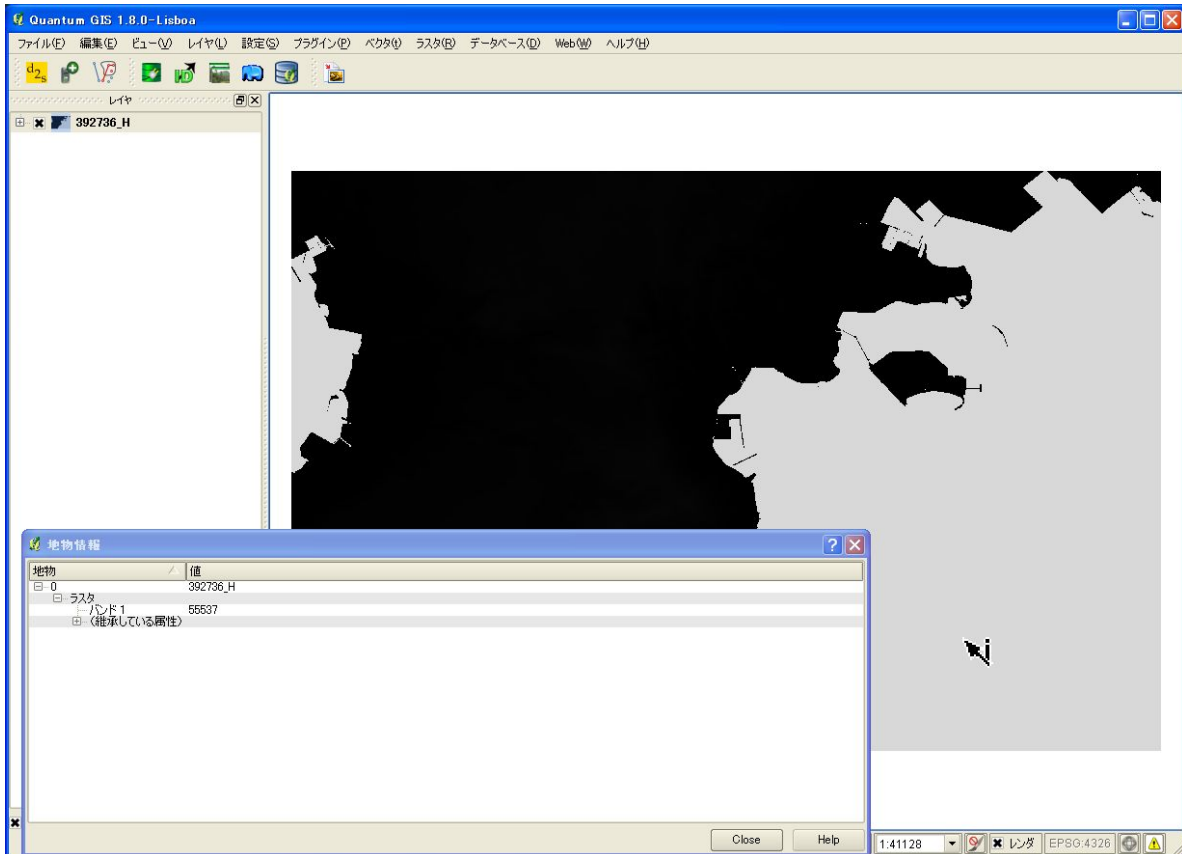 Quantum GIS 1.8.0-Lisboa
ファイル(F) 編集(E) ビュー(V) レイヤ(L) 設定(S) プラグイン(P) ベクタ(t) ラスタ(R) データベース(D) Web(W) ヘルプ(H)
レイヤ
392736_H
地物情報
地物 値
0 392736_H
ラスタ
バンド 1 55537
(継承している属性)
Close Help
1:41128 レンダ EPSG:4326